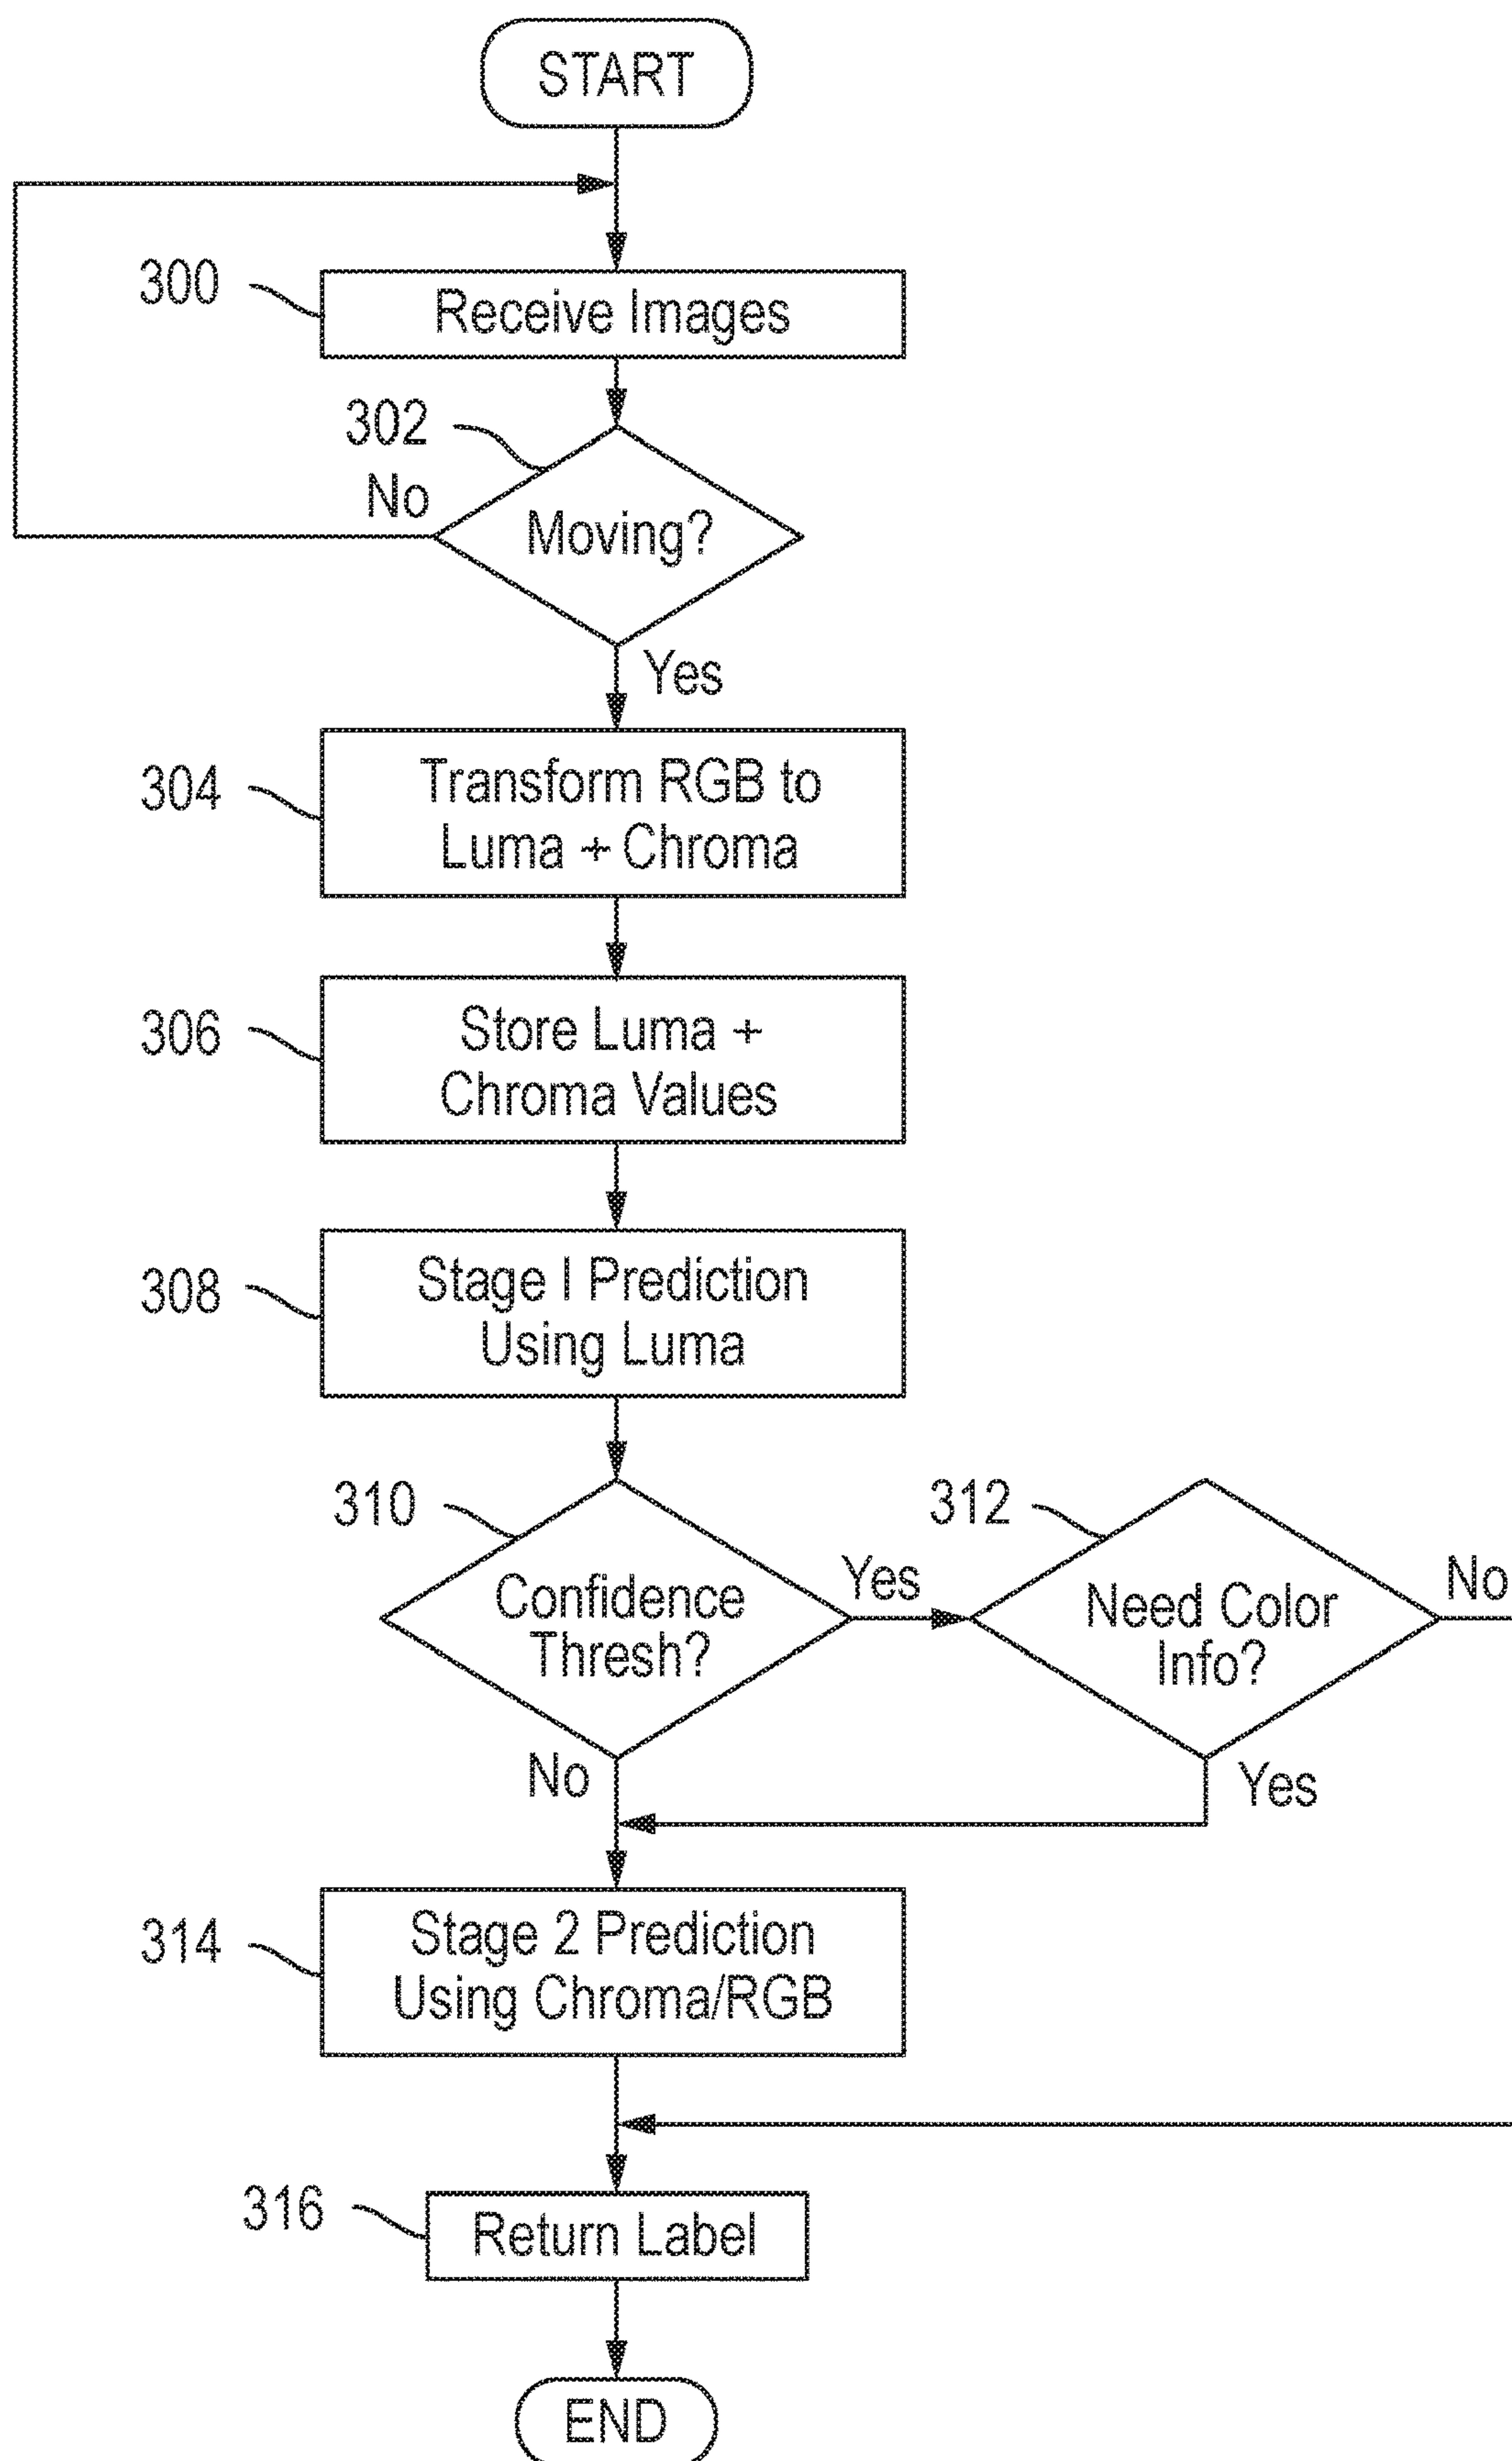 START
300
Receive Images
302
No
Moving?
Yes
304
Transform RGB to
Luma + Chroma
306
Store Luma +
Chroma Values
308
Stage I Prediction
Using Luma
310
Confidence
Thresh?
Yes
312
Need Color
Info?
No
No
Yes
314
Stage 2 Prediction
Using Chroma/RGB
316
Return Label
END